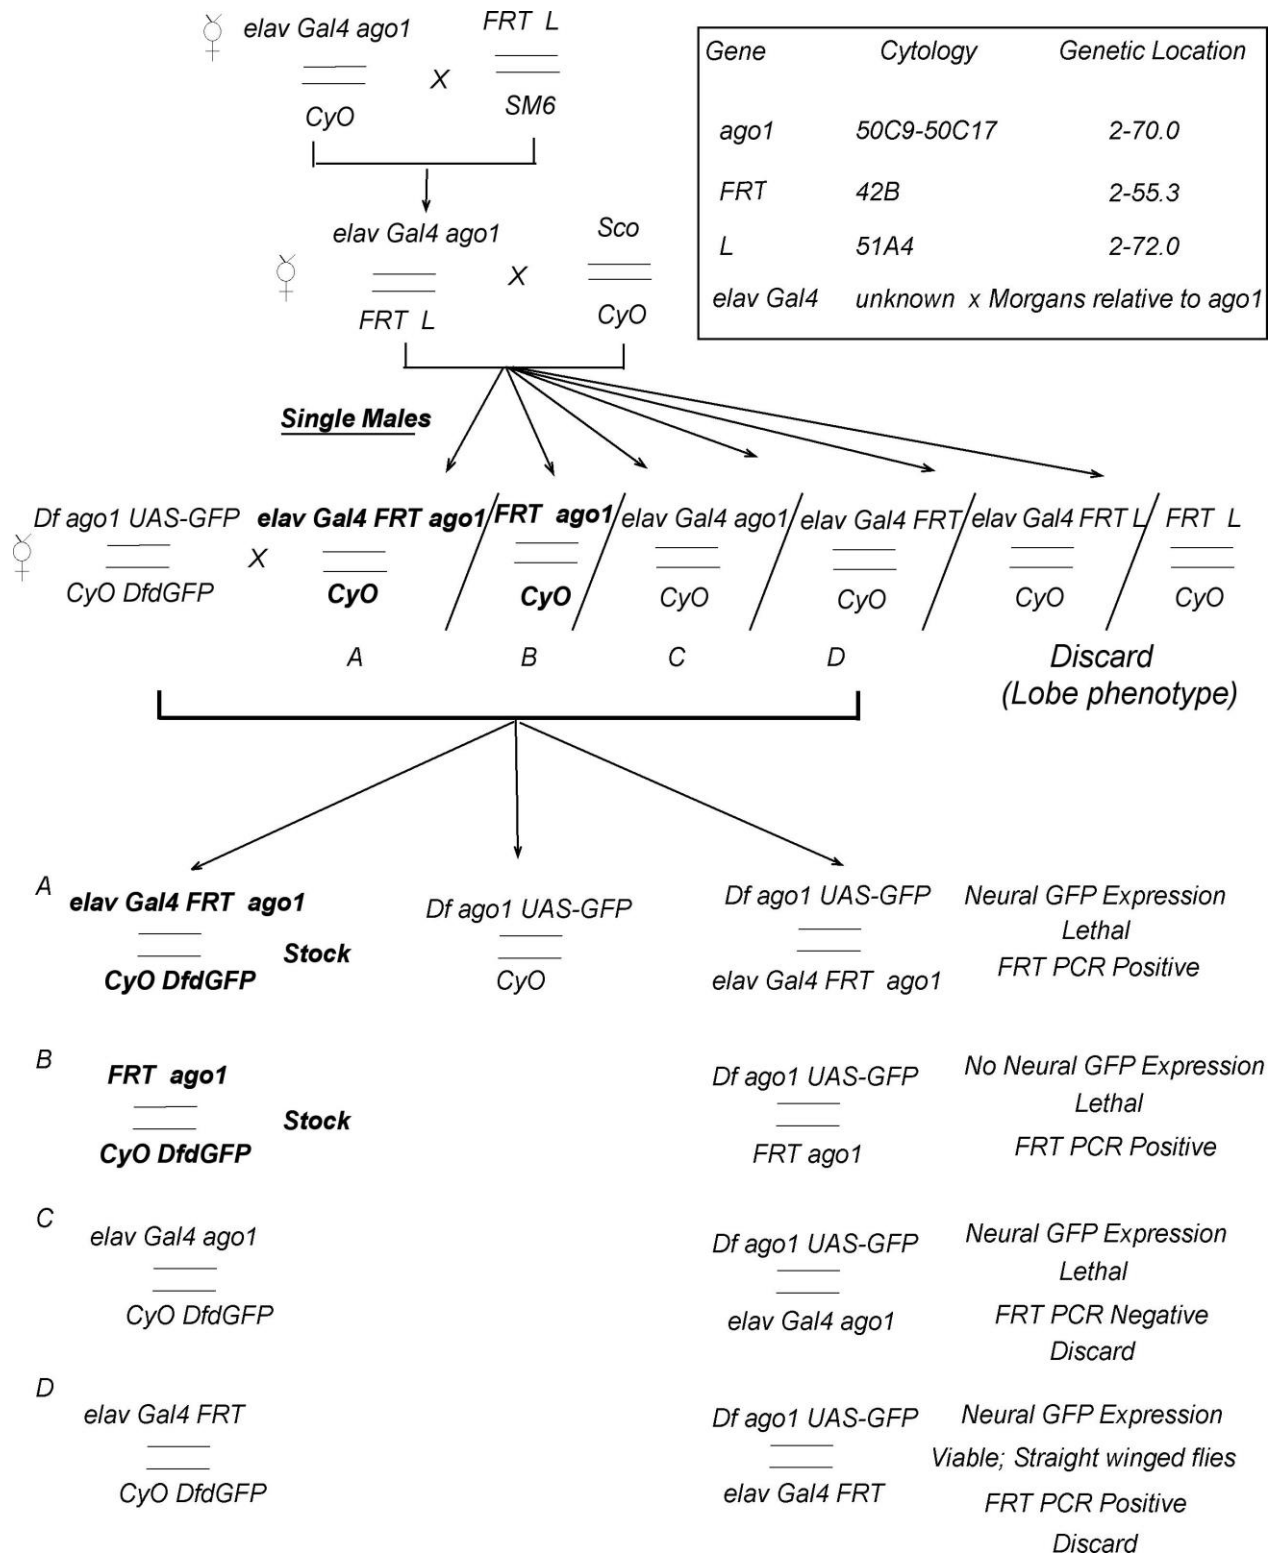 elav Gal4 ago1
FRT L
CyO
X
SM6
Gene Cytology Genetic Location
ago1 50C9-50C17 2-70.0
FRT 42B 2-55.3
L 51A4 2-72.0
elav Gal4 unknown x Morgans relative to ago1
elav Gal4 ago1
Sco
X
FRT L
CyO
Single Males
Df ago1 UAS-GFP
CyO DfdGFP
X
elav Gal4 FRT ago1
CyO
FRT ago1
CyO
elav Gal4 ago1
CyO
elav Gal4 FRT
CyO
elav Gal4 FRT L
CyO
FRT L
CyO
A B C D
Discard
(Lobe phenotype)
A
elav Gal4 FRT ago1
CyO DfdGFP
Stock
Df ago1 UAS-GFP
CyO
Df ago1 UAS-GFP
elav Gal4 FRT ago1
Neural GFP Expression
Lethal
FRT PCR Positive
B
FRT ago1
CyO DfdGFP
Stock
Df ago1 UAS-GFP
FRT ago1
No Neural GFP Expression
Lethal
FRT PCR Positive
C
elav Gal4 ago1
CyO DfdGFP
Df ago1 UAS-GFP
elav Gal4 ago1
Neural GFP Expression
Lethal
FRT PCR Negative
Discard
D
elav Gal4 FRT
CyO DfdGFP
Df ago1 UAS-GFP
elav Gal4 FRT
Neural GFP Expression
Viable; Straight winged flies
FRT PCR Positive
Discard